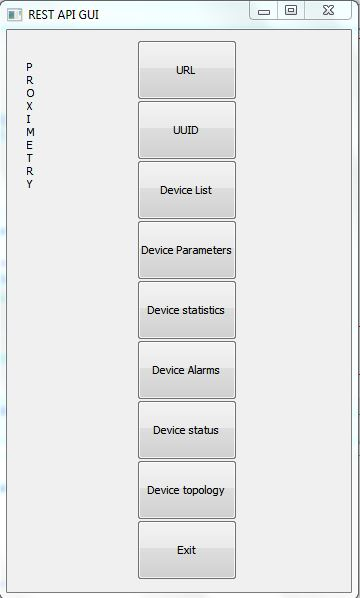 REST API GUI
P
R
O
X
I
M
E
T
R
Y
URL
UUID
Device List
Device Parameters
Device statistics
Device Alarms
Device status
Device topology
Exit